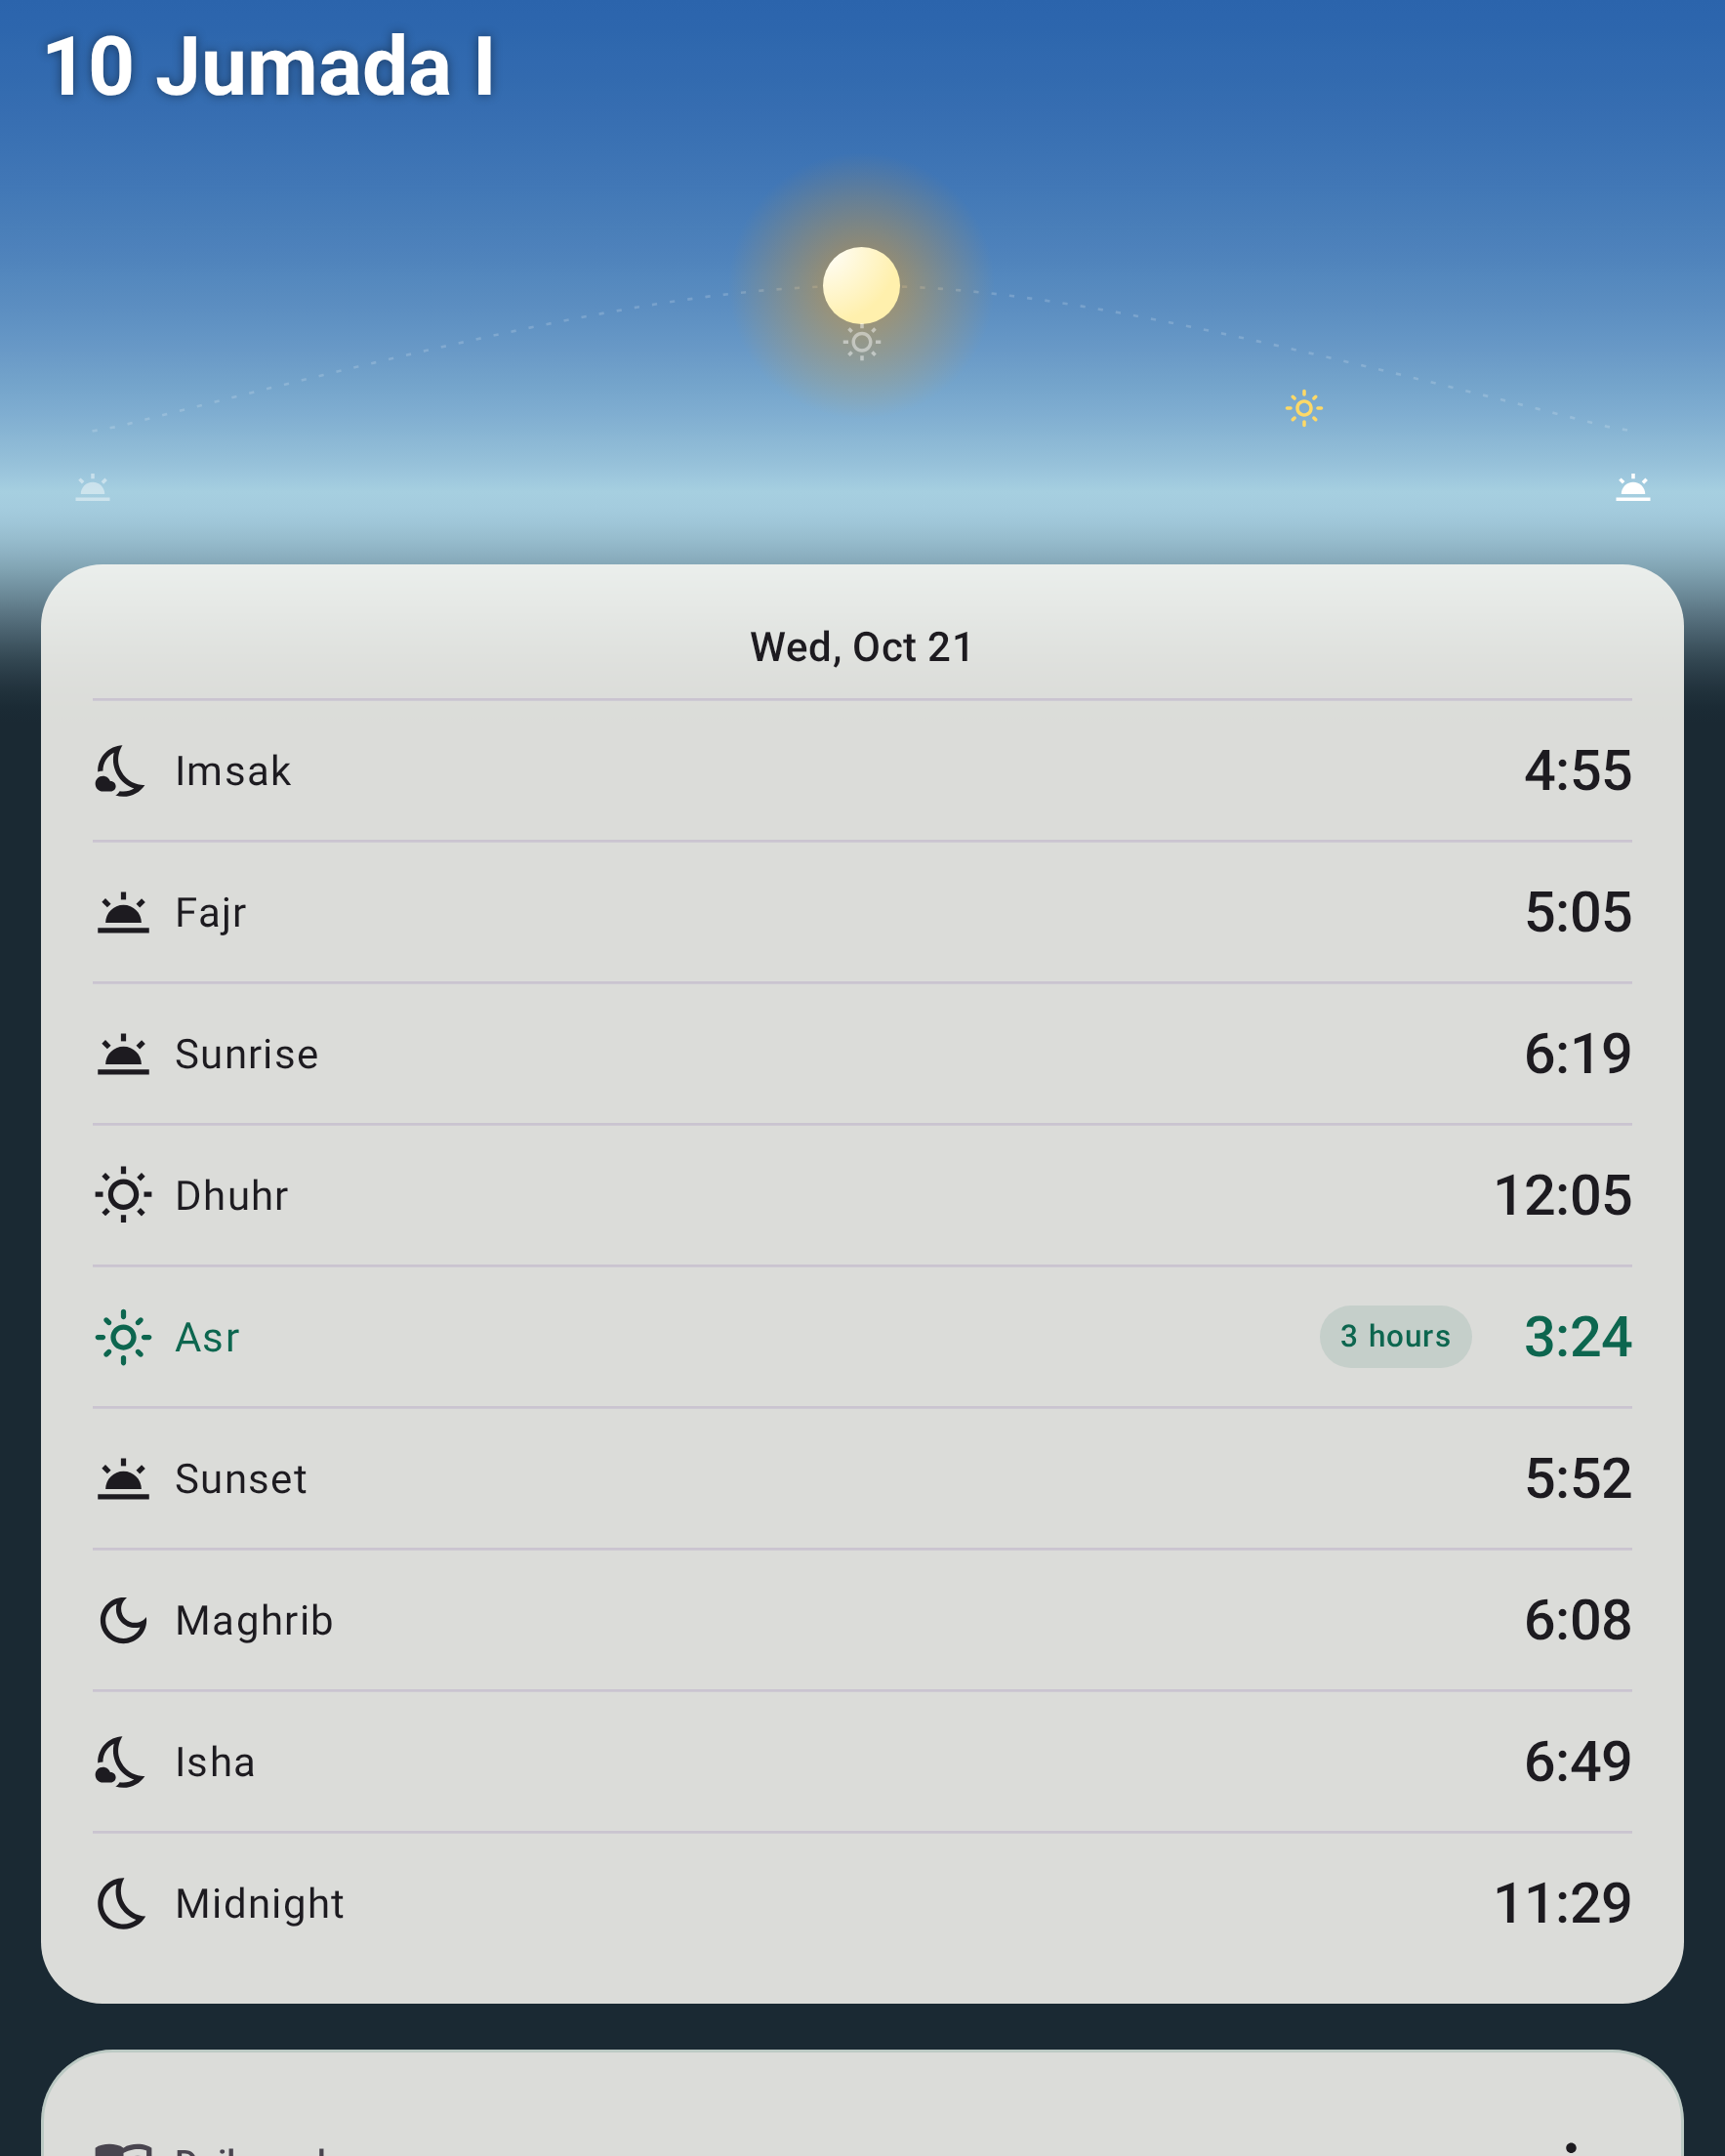 10 Jumada I
Wed, Oct 21
Imsak 4:55
Fajr 5:05
Sunrise 6:19
Dhuhr 12:05
Asr 3 hours 3:24
Sunset 5:52
Maghrib 6:08
Isha 6:49
Midnight 11:29